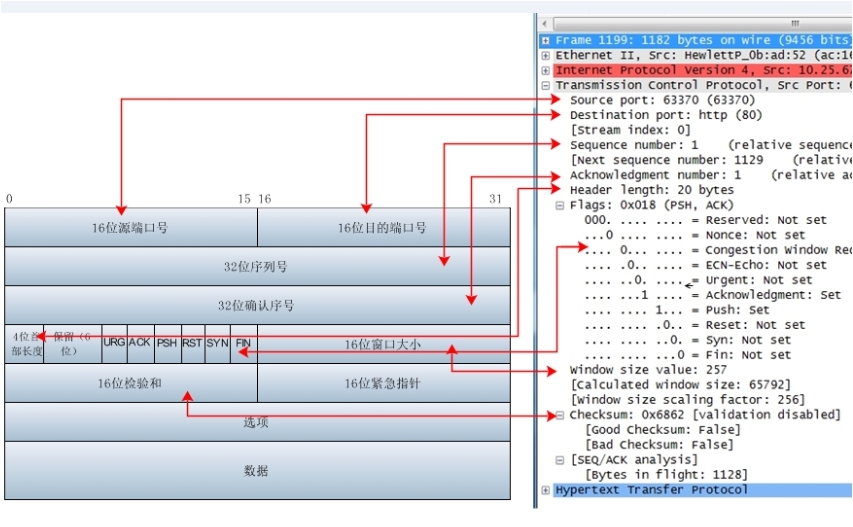 0
15
16
31
16位源端口号
16位目的端口号
32位序列号
32位确认序号
4位首
部长度
保留（6
位）
URG
ACK
PSH
RST
SYN
FIN
16位窗口大小
16位检验和
16位紧急指针
选项
数据
Frame 1199: 1182 bytes on wire (9456 bits)
Ethernet II, Src: HewlettP_0b:ad:52 (ac:16
Internet Protocol Version 4, Src: 10.25.67
Transmission Control Protocol, Src Port: 6
Source port: 63370 (63370)
Destination port: http (80)
[Stream index: 0]
Sequence number: 1 (relative sequence
[Next sequence number: 1129 (relative
Acknowledgment number: 1 (relative ac
Header length: 20 bytes
Flags: 0x018 (PSH, ACK)
000. .... .... = Reserved: Not set
...0 .... .... = Nonce: Not set
.... 0... .... = Congestion Window Rec
.... .0.. .... = ECN-Echo: Not set
.... ..0. .... = Urgent: Not set
.... ...1 .... = Acknowledgment: Set
.... .... 1... = Push: Set
.... .... .0.. = Reset: Not set
.... .... ..0. = Syn: Not set
.... .... ...0 = Fin: Not set
Window size value: 257
[Calculated window size: 65792]
[Window size scaling factor: 256]
Checksum: 0x6862 [validation disabled]
[Good Checksum: False]
[Bad Checksum: False]
[SEQ/ACK analysis]
[Bytes in flight: 1128]
Hypertext Transfer Protocol